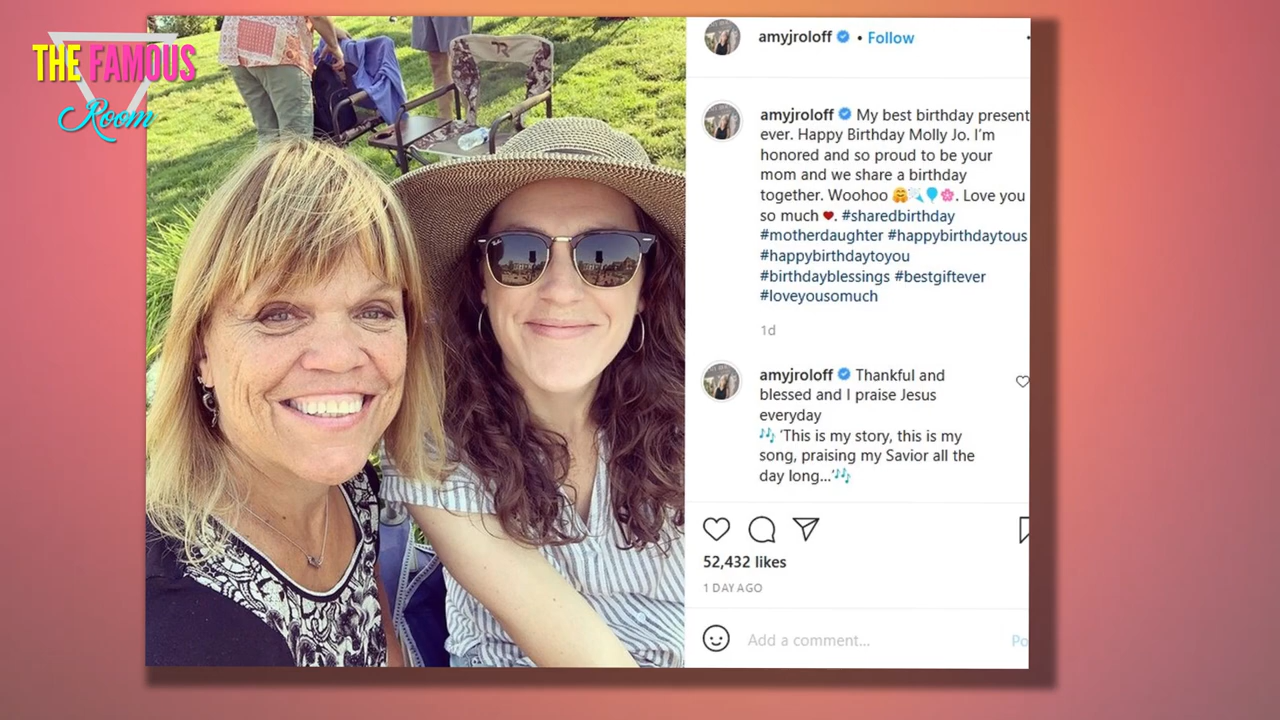 THE FAMOUS
Room
TR
amyjroloff • Follow
amyjroloff My best birthday present
ever. Happy Birthday Molly Jo. I'm
honored and so proud to be your
mom and we share a birthday
together. Woohoo 🤗🎉🎈🌸. Love you
so much ❤️. #sharedbirthday
#motherdaughter #happybirthdaytous
#happybirthdaytoyou
#birthdayblessings #bestgiftever
#loveyousomuch
1d
amyjroloff Thankful and
blessed and I praise Jesus
everyday
🎶 'This is my story, this is my
song, praising my Savior all the
day long...'🎶
52,432 likes
1 DAY AGO
Add a comment... Po